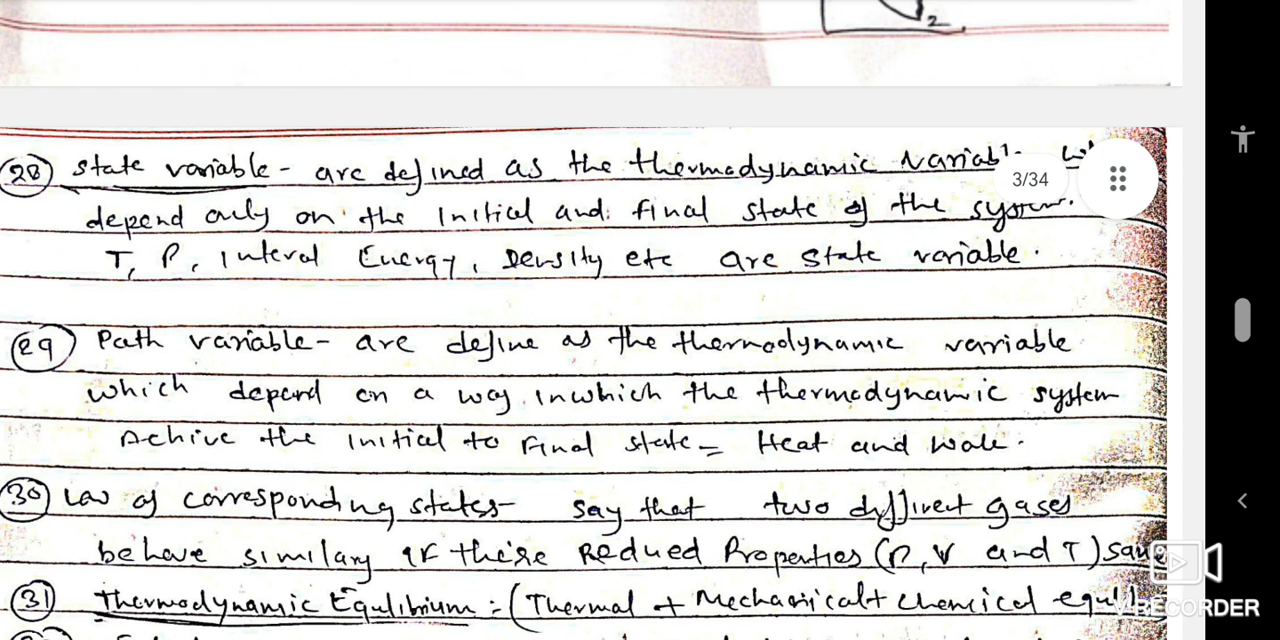 2
28 State variable - are defined as the thermodynamic variabl
3/34
depend only on the Initial and final state of the system.
T, P, Interal Energy, Density etc are state variable.
29 Path variable - are define as the thermodynamic variable
which depend on a way inwhich the thermodynamic system
Achive the initial to Final state = Heat and
30 Law of corresponding states - say that two diffirent gases
behave similary if their Redued Properties (P, V and T) same
31 Thermodynamic Equlibrium = (Thermal + Mechanical + chemical equili
V RECORDER